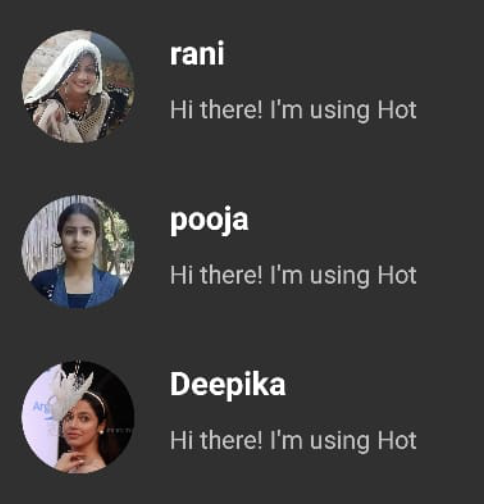 rani
Hi there! I'm using Hot
pooja
Hi there! I'm using Hot
Deepika
Hi there! I'm using Hot